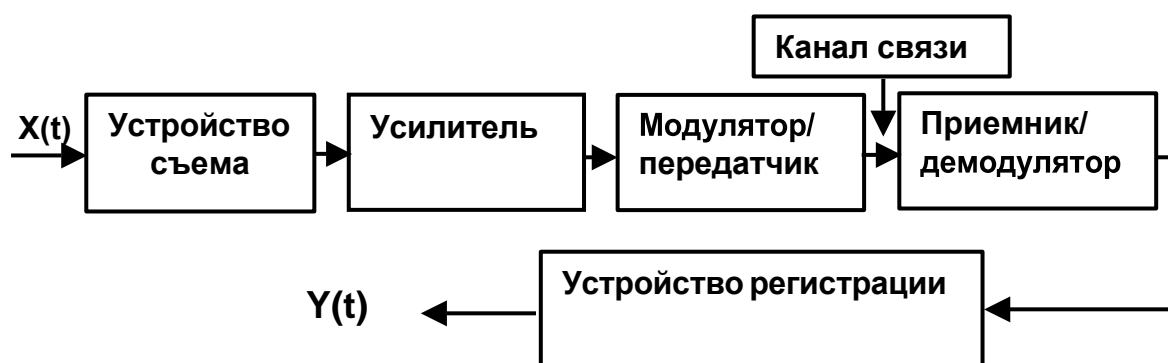 Канал связи
X(t)
Устройство
съема
Усилитель
Модулятор/
передатчик
Приемник/
демодулятор
Устройство регистрации
Y(t)